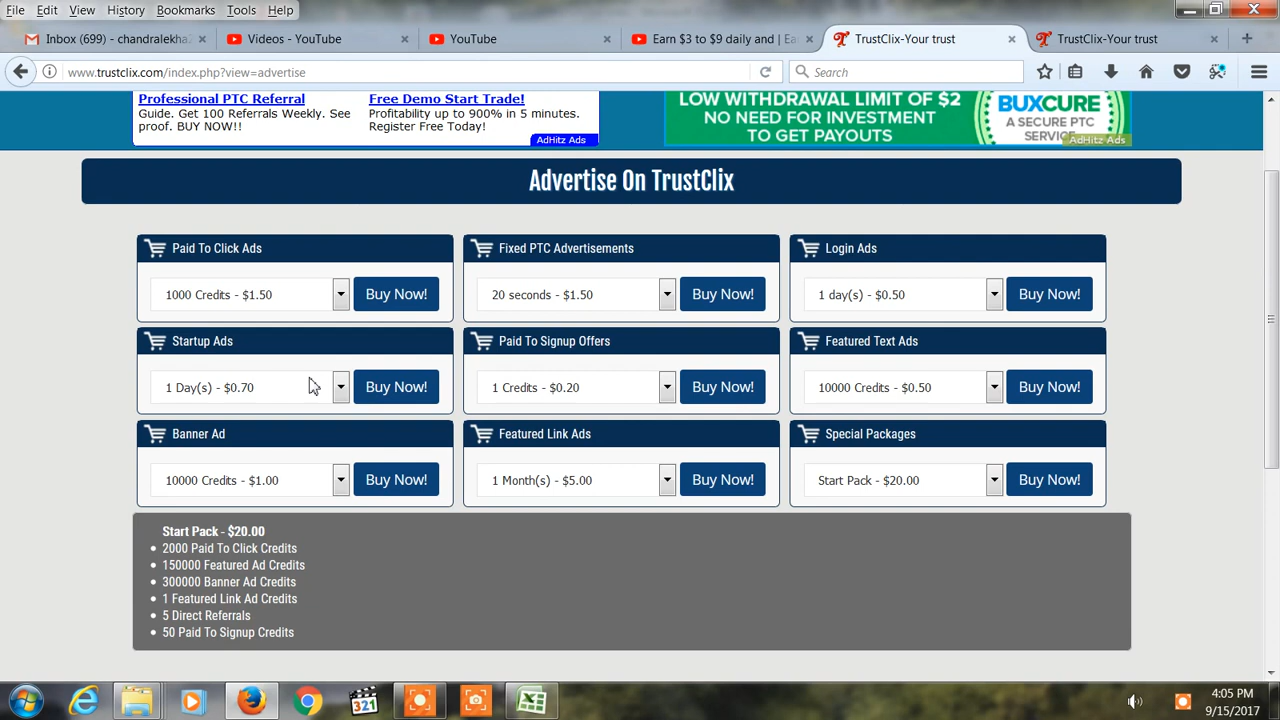 File Edit View History Bookmarks Tools Help
Inbox (699) - chandralekha
Videos - YouTube
YouTube
Earn $3 to $9 daily and | Ea
TrustClix-Your trust
TrustClix-Your trust
www.trustclix.com/index.php?view=advertise
Search
Professional PTC Referral
Guide. Get 100 Referrals Weekly. See
proof. BUY NOW!!
Free Demo Start Trade!
Profitability up to 900% in 5 minutes.
Register Free Today!
AdHitz Ads
LOW WITHDRAWAL LIMIT OF $2
NO NEED FOR INVESTMENT
TO GET PAYOUTS
BUXCURE
A SECURE PTC
SERVICE
AdHitz Ads
Advertise On TrustClix
Paid To Click Ads
1000 Credits - $1.50
Buy Now!
Fixed PTC Advertisements
20 seconds - $1.50
Buy Now!
Login Ads
1 day(s) - $0.50
Buy Now!
Startup Ads
1 Day(s) - $0.70
Buy Now!
Paid To Signup Offers
1 Credits - $0.20
Buy Now!
Featured Text Ads
10000 Credits - $0.50
Buy Now!
Banner Ad
10000 Credits - $1.00
Buy Now!
Featured Link Ads
1 Month(s) - $5.00
Buy Now!
Special Packages
Start Pack - $20.00
Buy Now!
Start Pack - $20.00
• 2000 Paid To Click Credits
• 150000 Featured Ad Credits
• 300000 Banner Ad Credits
• 1 Featured Link Ad Credits
• 5 Direct Referrals
• 50 Paid To Signup Credits
321
4:05 PM
9/15/2017